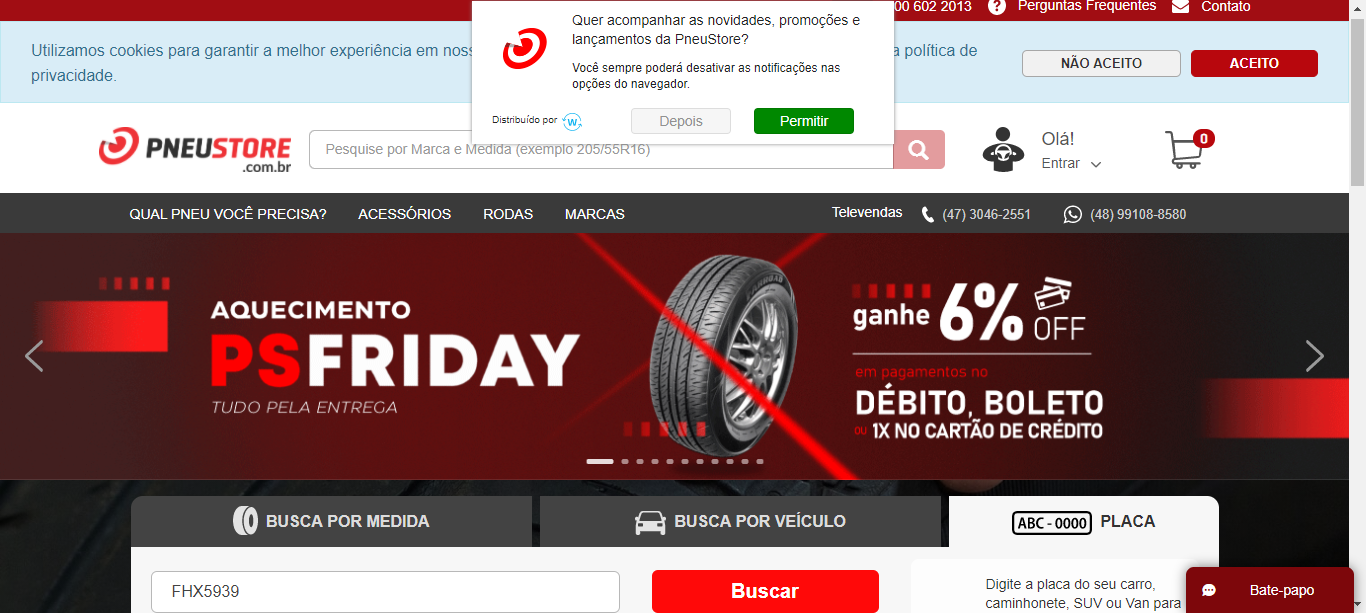 00 602 2013
Perguntas Frequentes
Contato
Quer acompanhar as novidades, promoções e
lançamentos da PneuStore?
Você sempre poderá desativar as notificações nas
opções do navegador.
Distribuído por
W
Depois
Permitir
Utilizamos cookies para garantir a melhor experiência em nos
a política de
privacidade.
NÃO ACEITO
ACEITO
PNEUSTORE
.com.br
Pesquise por Marca e Medida (exemplo 205/55R16)
Olá!
Entrar
0
QUAL PNEU VOCÊ PRECISA?
ACESSÓRIOS
RODAS
MARCAS
Televendas
(47) 3046-2551
(48) 99108-8580
AQUECIMENTO
PSFRIDAY
TUDO PELA ENTREGA
ganhe 6% OFF
em pagamentos no
DÉBITO, BOLETO
ou 1X NO CARTÃO DE CRÉDITO
BUSCA POR MEDIDA
BUSCA POR VEÍCULO
ABC - 0000 PLACA
FHX5939
Buscar
Digite a placa do seu carro,
caminhonete, SUV ou Van para
Bate-papo